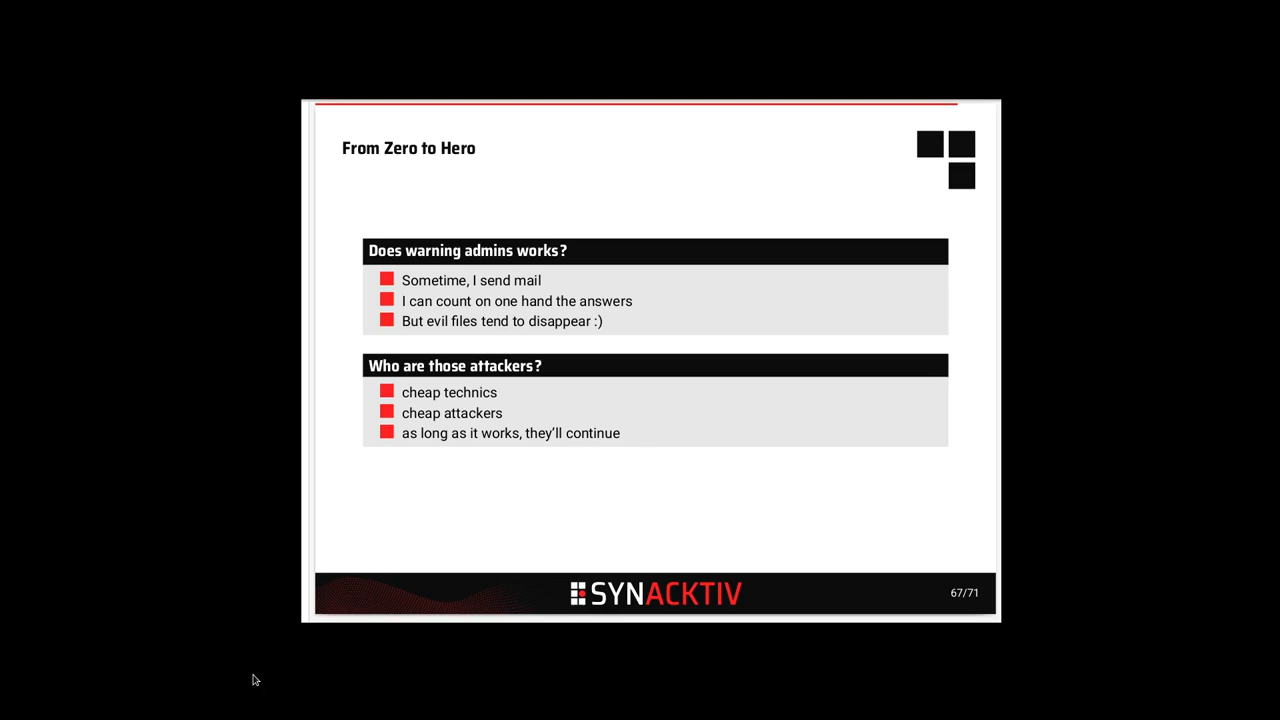 From Zero to Hero
Does warning admins works?
Sometime, I send mail
I can count on one hand the answers
But evil files tend to disappear :)
Who are those attackers?
cheap technics
cheap attackers
as long as it works, they'll continue
SYNACKTIV
67/71